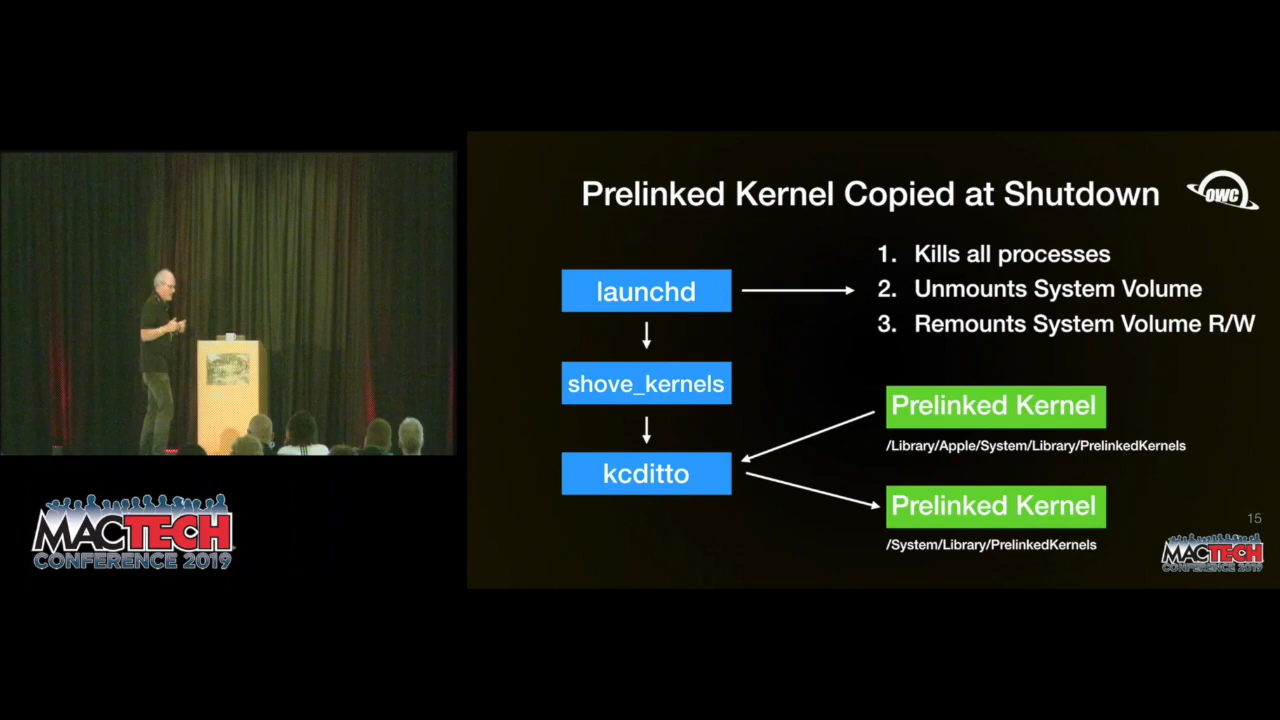 Prelinked Kernel Copied at Shutdown
OWC
launchd
1. Kills all processes
2. Unmounts System Volume
3. Remounts System Volume R/W
shove_kernels
kcditto
Prelinked Kernel
/Library/Apple/System/Library/PrelinkedKernels
Prelinked Kernel
/System/Library/PrelinkedKernels
15
MACTECH
CONFERENCE 2019
MACTECH
CONFERENCE 2019